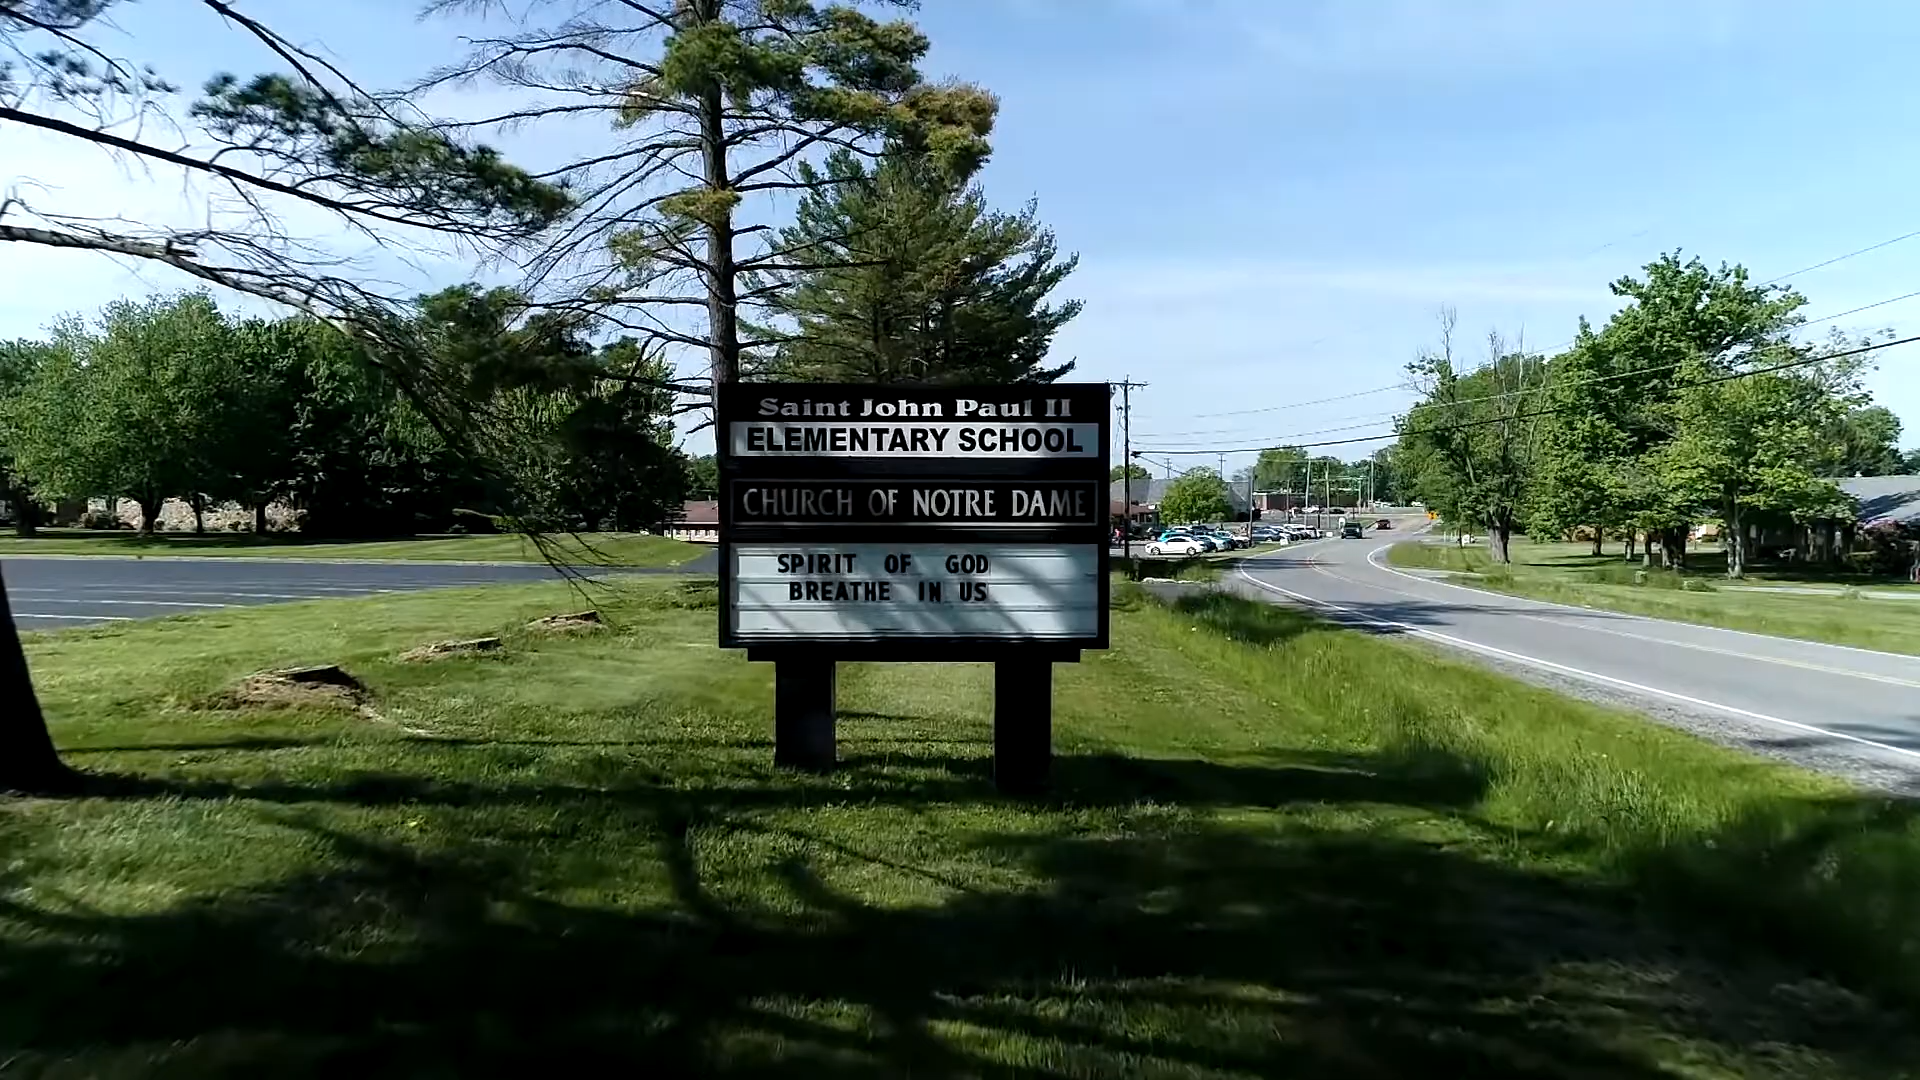 Saint John Paul II
ELEMENTARY SCHOOL
CHURCH OF NOTRE DAME
SPIRIT OF GOD
BREATHE IN US